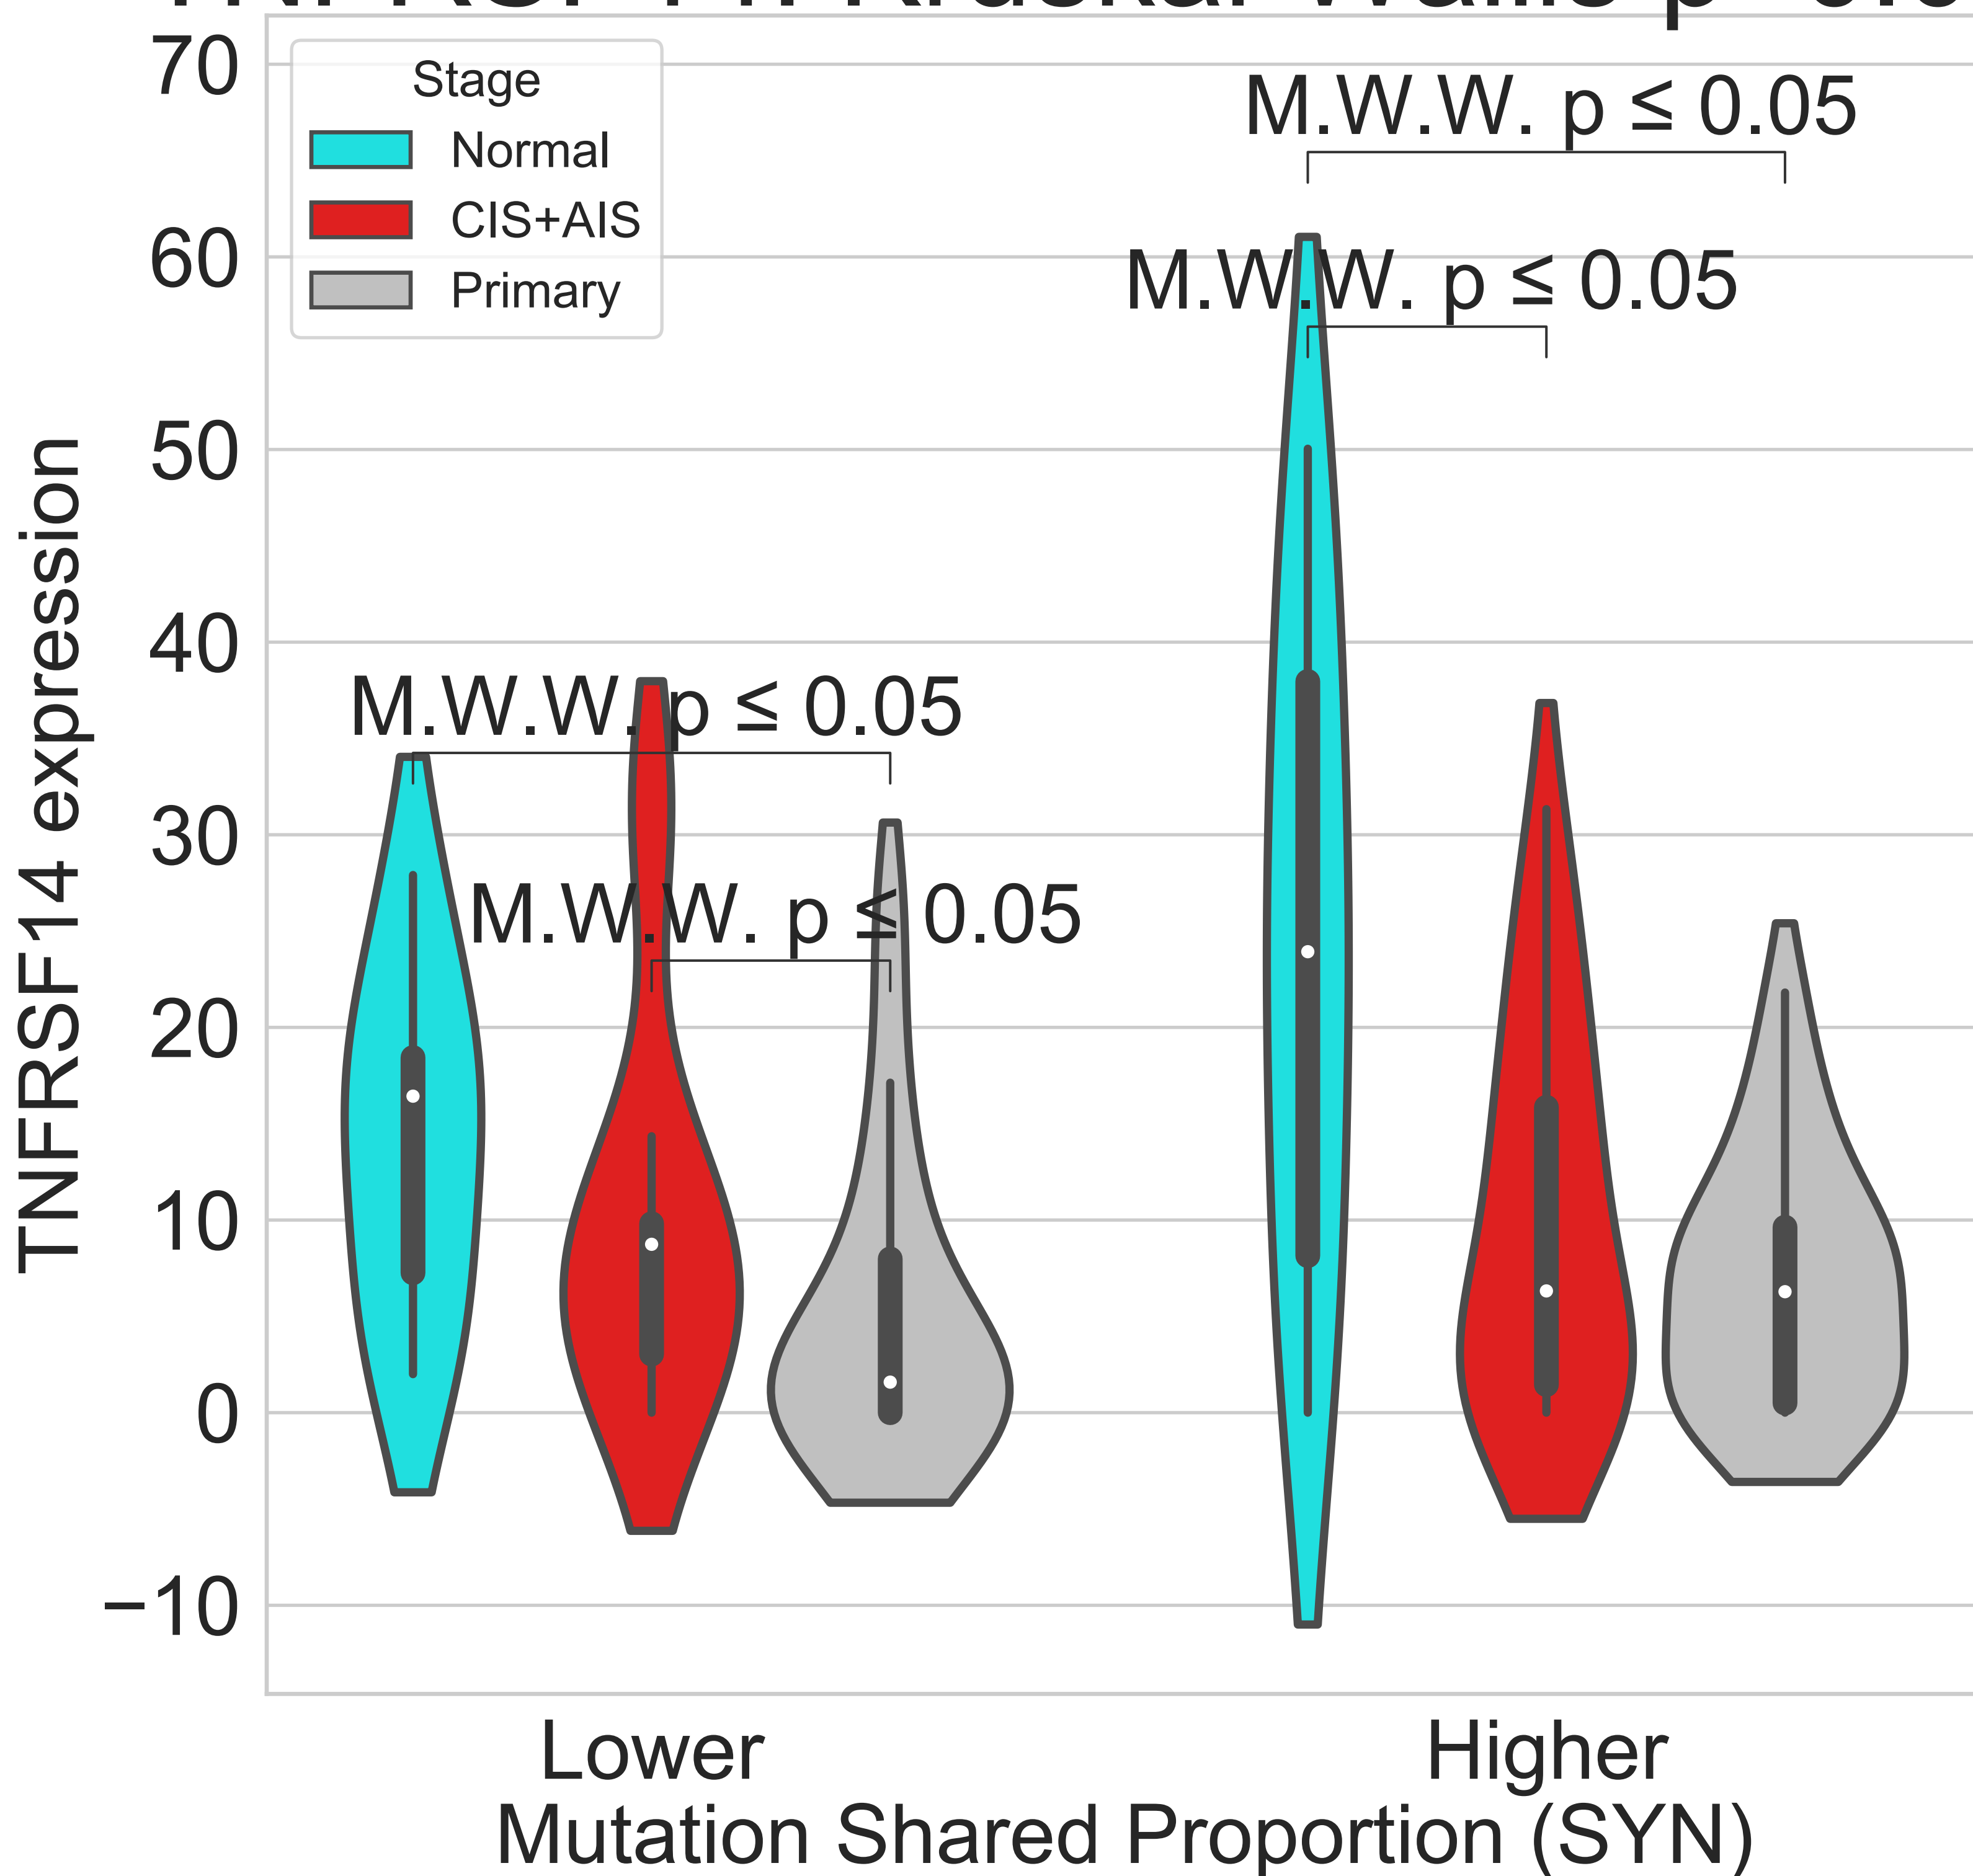 70
Stage
Normal
CIS+AIS
Primary
M.W.W. p ≤ 0.05
60
M.W.W. p ≤ 0.05
50
40
M.W.W. p ≤ 0.05
30
M.W.W. p ≤ 0.05
20
10
0
−10
TNFRSF14 expression
Lower
Higher
Mutation Shared Proportion (SYN)